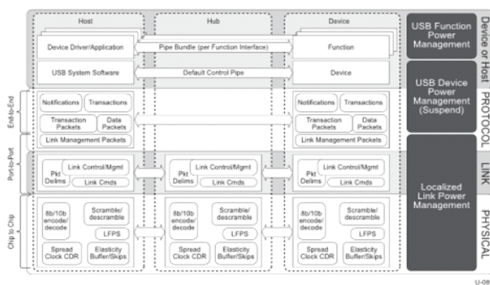 Host
Hub
Device
Device Driver/Application
Pipe Bundle (per Function Interface)
Function
USB System Software
Default Control Pipe
Device
USB Function
Power
Management
Device or Host
End-to-End
Notifications
Transactions
Transaction
Packets
Data
Packets
Link Management Packets
Notifications
Transactions
Transaction
Packets
Data
Packets
Link Management Packets
USB Device
Power
Management
(Suspend)
PROTOCOL
Port-to-Port
Link Control/Mgmt
Pkt
Delims
Link Cmds
Link Control/Mgmt
Pkt
Delims
Link Cmds
Link Control/Mgmt
Pkt
Delims
Link Cmds
Localized
Link Power
Management
LINK
Chip to Chip
8b/10b
encode/
decode
Scramble/
descramble
LFPS
Spread
Clock CDR
Elasticity
Buffer/Skips
8b/10b
encode/
decode
Scramble/
descramble
LFPS
Spread
Clock CDR
Elasticity
Buffer/Skips
8b/10b
encode/
decode
Scramble/
descramble
LFPS
Spread
Clock CDR
Elasticity
Buffer/Skips
PHYSICAL